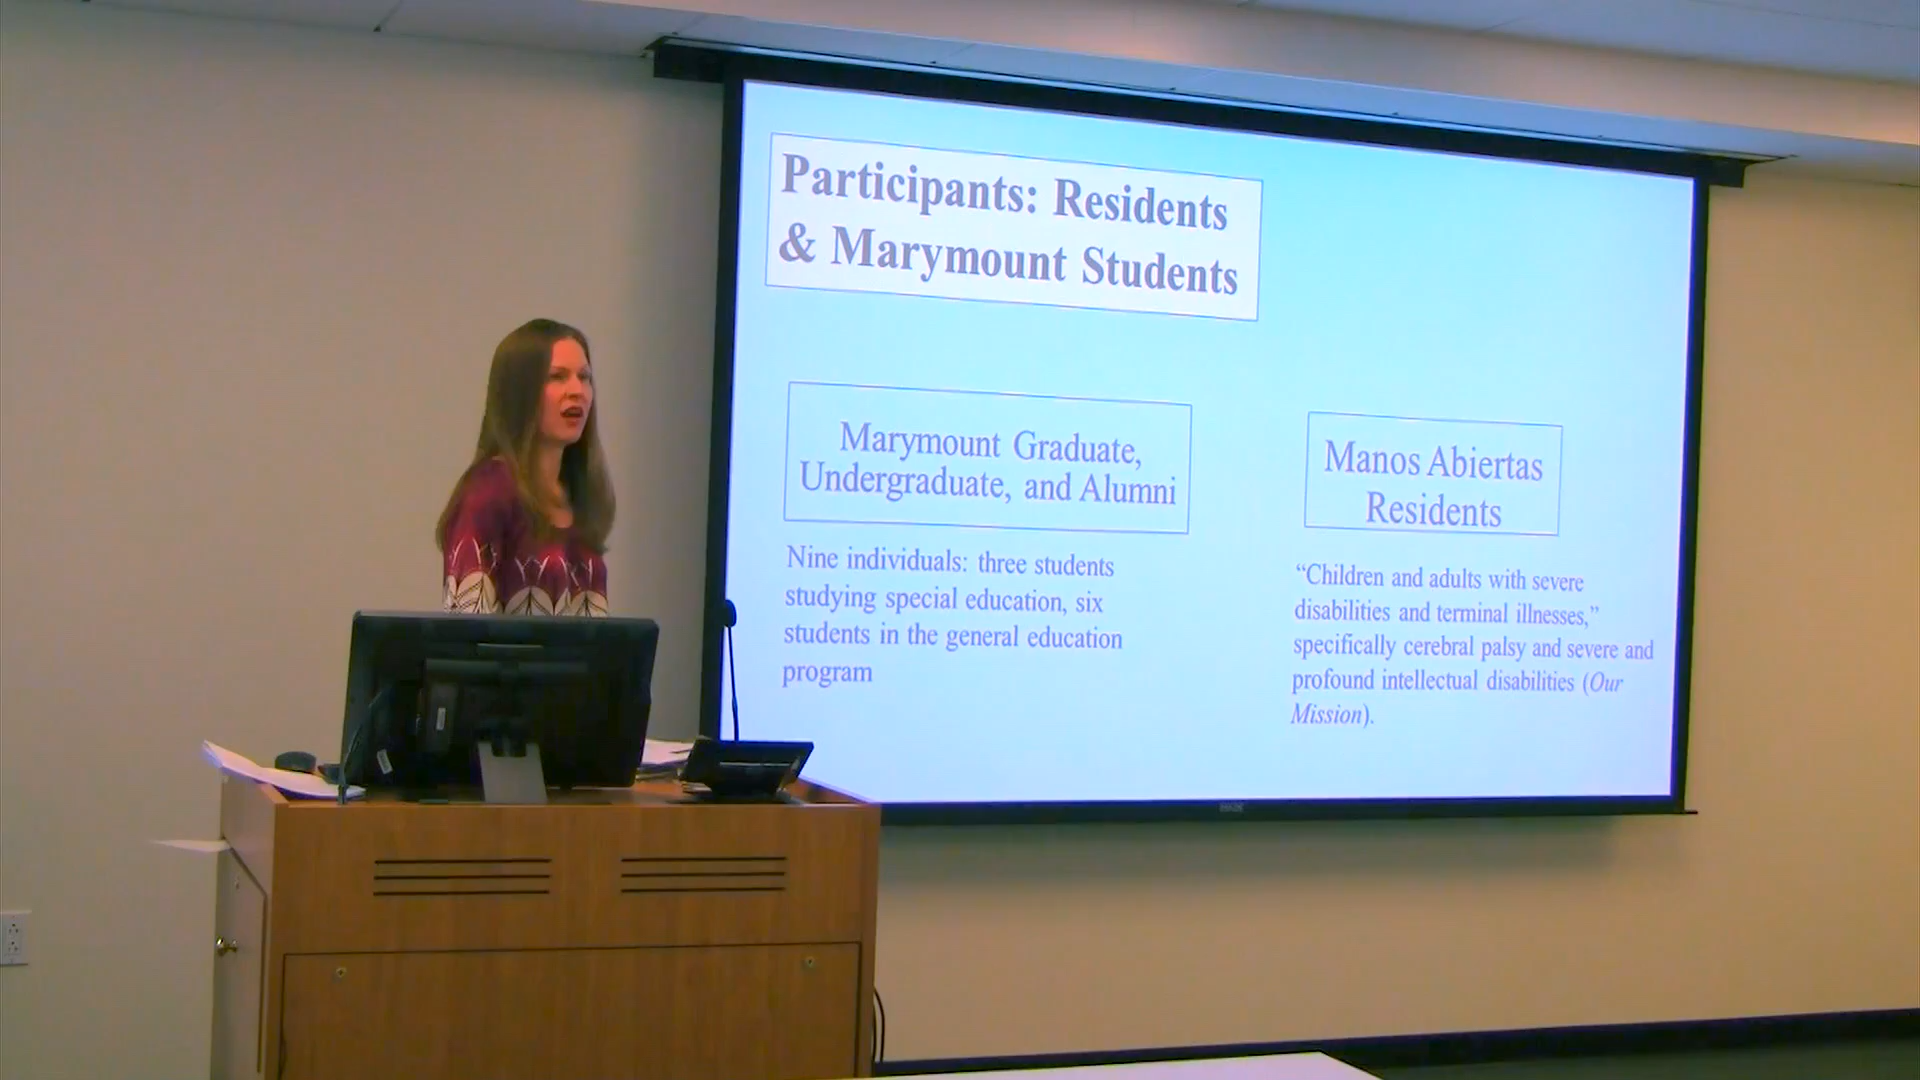 Participants: Residents
& Marymount Students
Marymount Graduate,
Undergraduate, and Alumni
Nine individuals: three students
studying special education, six
students in the general education
program
Manos Abiertas
Residents
“Children and adults with severe
disabilities and terminal illnesses,”
specifically cerebral palsy and severe and
profound intellectual disabilities (Our
Mission).